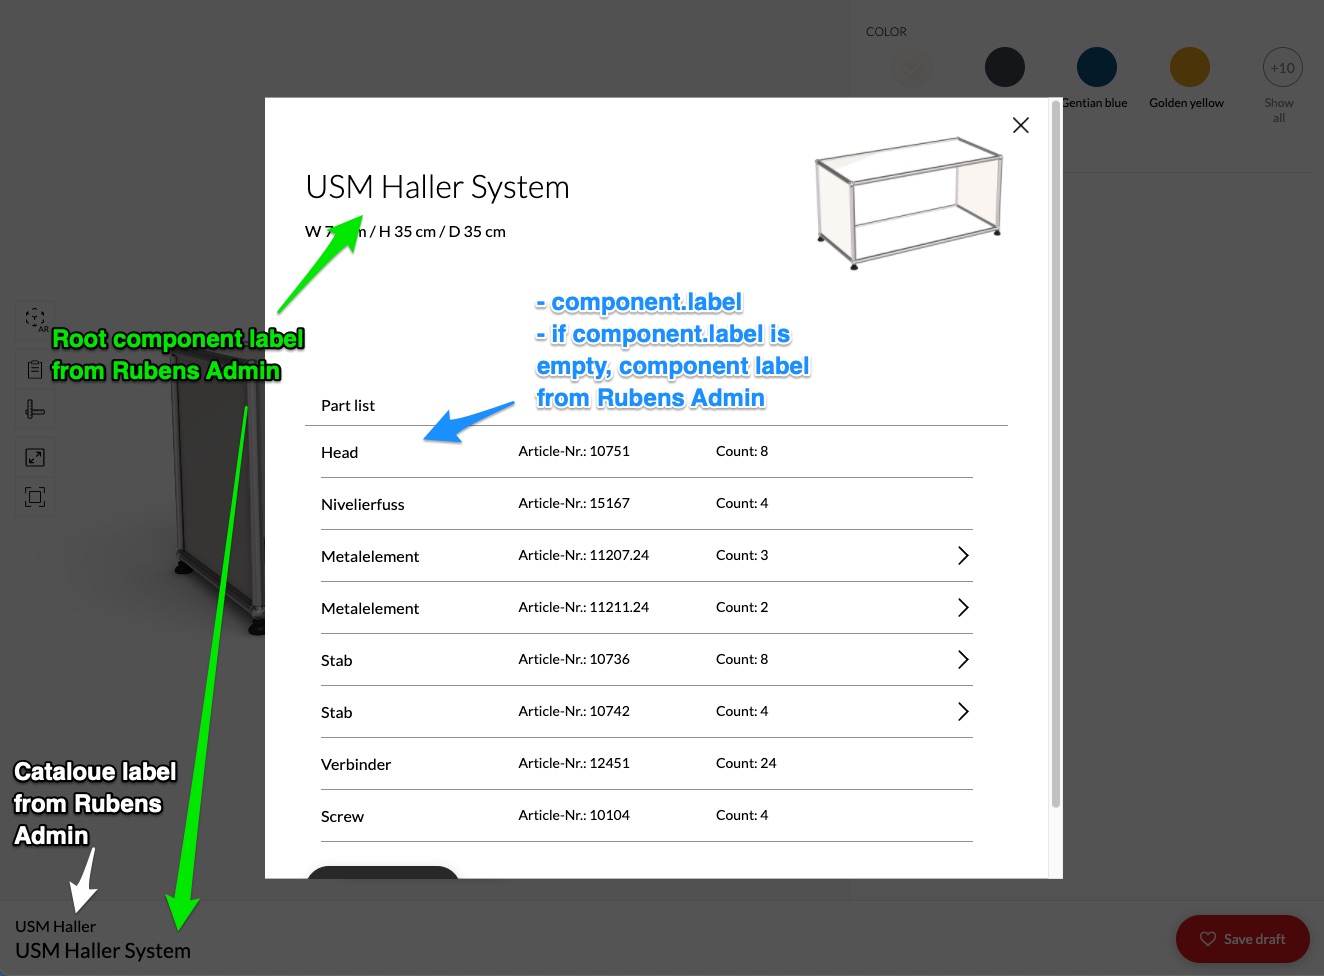 COLOR
+10
Gentian blue
Golden yellow
Show
all
USM Haller System
W 7 m / H 35 cm / D 35 cm
AR
Root component label
from Rubens Admin
- component.label
- if component.label is
empty, component label
from Rubens Admin
Part list
Head Article-Nr.: 10751 Count: 8
Nivelierfuss Article-Nr.: 15167 Count: 4
Metalelement Article-Nr.: 11207.24 Count: 3
Metalelement Article-Nr.: 11211.24 Count: 2
Stab Article-Nr.: 10736 Count: 8
Stab Article-Nr.: 10742 Count: 4
Verbinder Article-Nr.: 12451 Count: 24
Screw Article-Nr.: 10104 Count: 4
Cataloue label
from Rubens
Admin
USM Haller
USM Haller System
Save draft